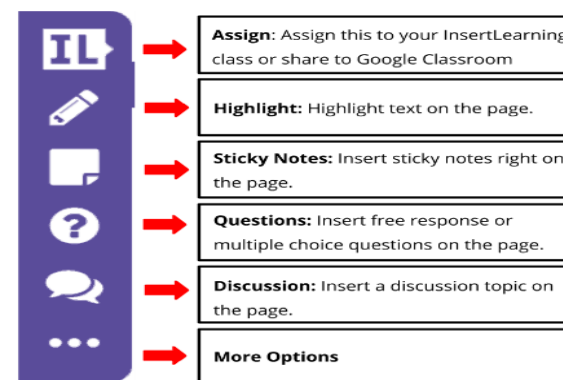 IL
Assign: Assign this to your InsertLearning
class or share to Google Classroom
Highlight: Highlight text on the page.
Sticky Notes: Insert sticky notes right on
the page.
?
Questions: Insert free response or
multiple choice questions on the page.
Discussion: Insert a discussion topic on
the page.
More Options